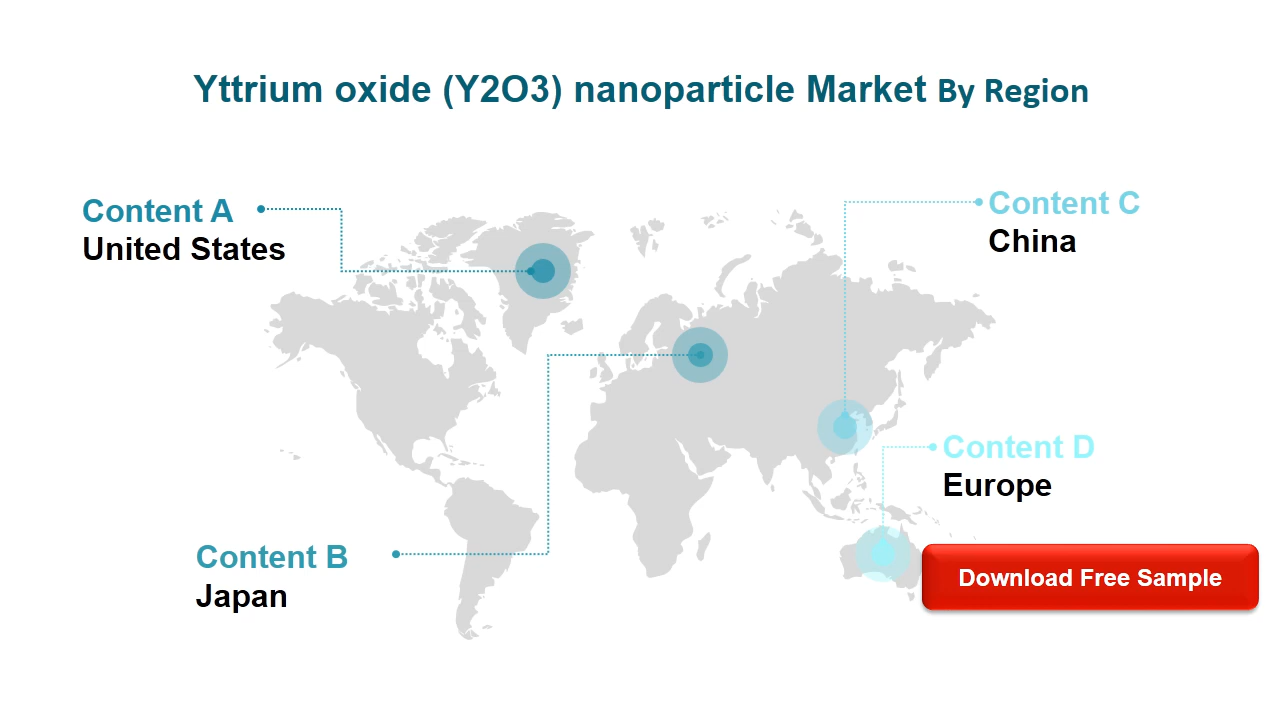 Yttrium oxide (Y2O3) nanoparticle Market By Region
Content A
United States
Content C
China
Content D
Europe
Content B
Japan
Download Free Sample